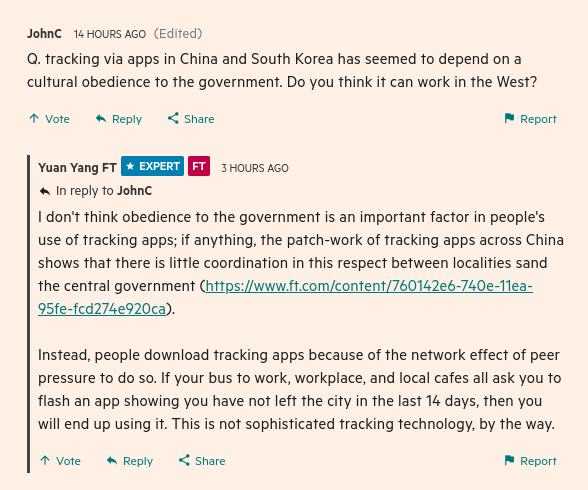 JohnC 14 HOURS AGO (Edited)
Q. tracking via apps in China and South Korea has seemed to depend on a
cultural obedience to the government. Do you think it can work in the West?
Vote Reply Share Report
Yuan Yang FT ★ EXPERT FT 3 HOURS AGO
In reply to JohnC
I don't think obedience to the government is an important factor in people's
use of tracking apps; if anything, the patch-work of tracking apps across China
shows that there is little coordination in this respect between localities sand
the central government (https://www.ft.com/content/760142e6-740e-11ea-
95fe-fcd274e920ca).
Instead, people download tracking apps because of the network effect of peer
pressure to do so. If your bus to work, workplace, and local cafes all ask you to
flash an app showing you have not left the city in the last 14 days, then you
will end up using it. This is not sophisticated tracking technology, by the way.
Vote Reply Share Report